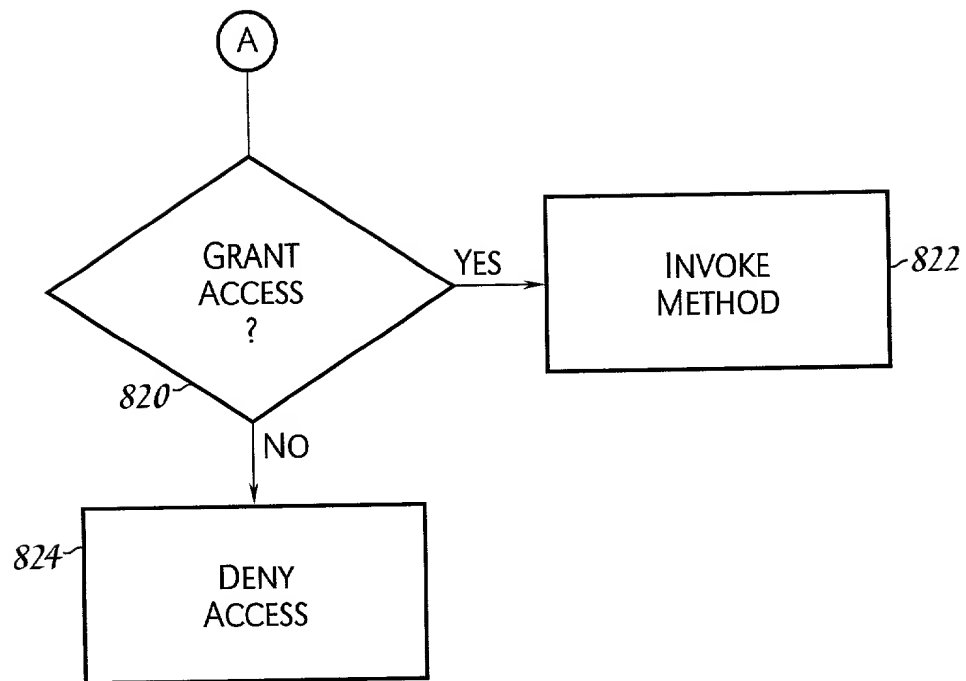 A
GRANT
ACCESS
?
820
YES
INVOKE
METHOD
822
NO
824
DENY
ACCESS